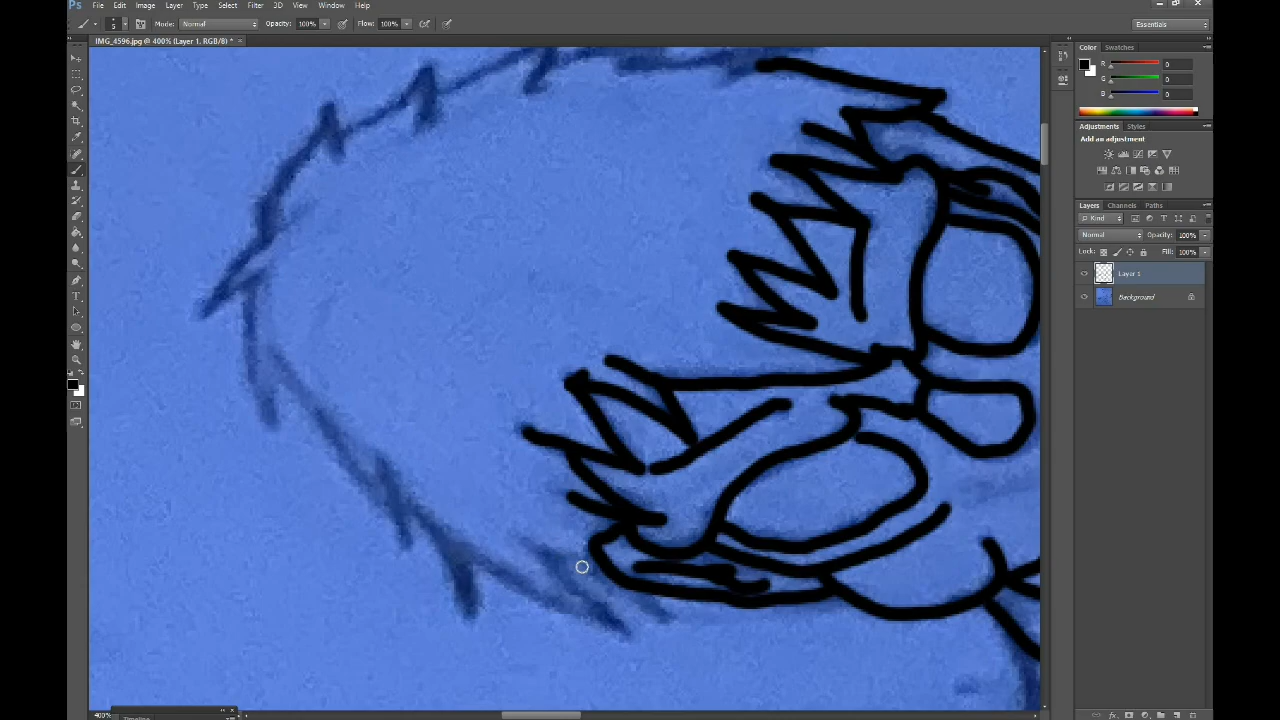 Ps File Edit Image Layer Type Select Filter 3D View Window Help
5 Mode: Normal Opacity: 100% Flow: 100% Essentials
IMG_4596.jpg @ 400% (Layer 1, RGB/8) * ×
Color Swatches
R 0
G 0
B 0
Adjustments Styles
Add an adjustment
Layers Channels Paths
Kind
Normal Opacity: 100%
Lock: Fill: 100%
Layer 1
Background
400%
Timeline